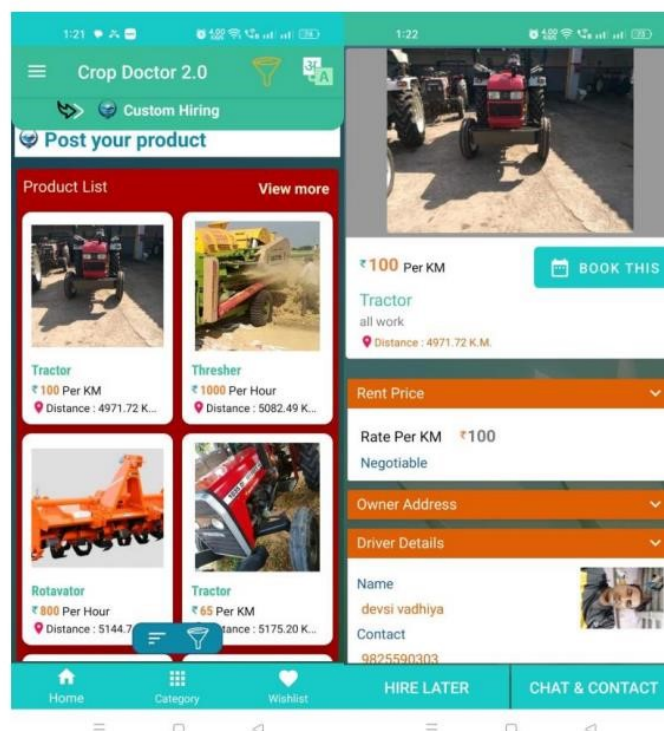 1:21
Crop Doctor 2.0
Custom Hiring
Post your product
Product List View more
Tractor
₹100 Per KM
Distance : 4971.72 K...
Thresher
₹1000 Per Hour
Distance : 5082.49 K...
Rotavator
₹800 Per Hour
Distance : 5144.7
Tractor
₹65 Per KM
tance : 5175.20 K...
Home Category Wishlist
1:22
₹100 Per KM
BOOK THIS
Tractor
all work
Distance : 4971.72 K.M.
Rent Price
Rate Per KM ₹100
Negotiable
Owner Address
Driver Details
Name
devsi vadhiya
Contact
9825590303
HIRE LATER CHAT & CONTACT